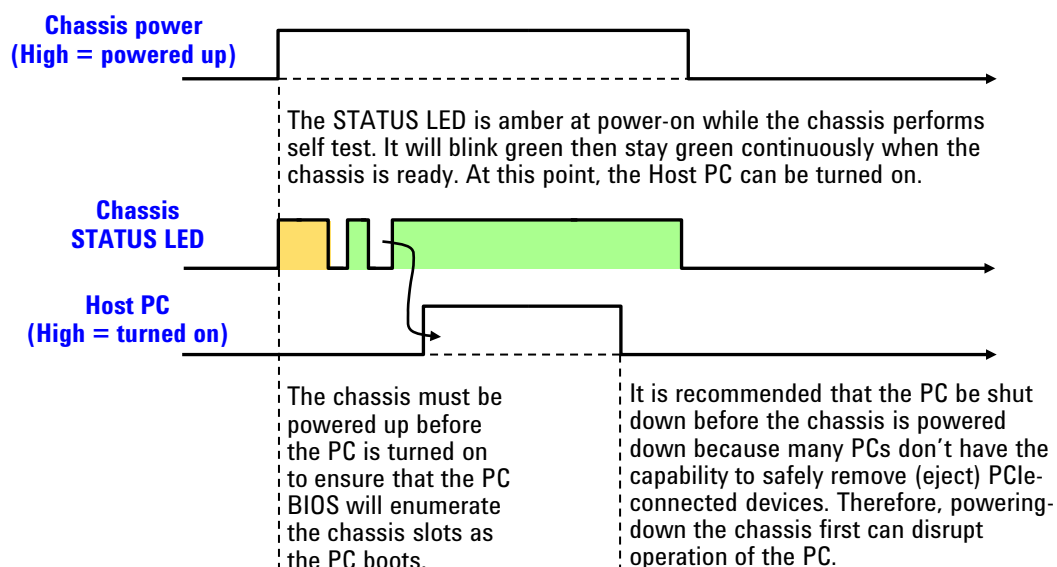 Chassis power
(High = powered up)
The STATUS LED is amber at power-on while the chassis performs
self test. It will blink green then stay green continuously when the
chassis is ready. At this point, the Host PC can be turned on.
Chassis
STATUS LED
Host PC
(High = turned on)
The chassis must be
powered up before
the PC is turned on
to ensure that the PC
BIOS will enumerate
the chassis slots as
the PC boots.
It is recommended that the PC be shut
down before the chassis is powered
down because many PCs don't have the
capability to safely remove (eject) PCIe-
connected devices. Therefore, powering-
down the chassis first can disrupt
operation of the PC.